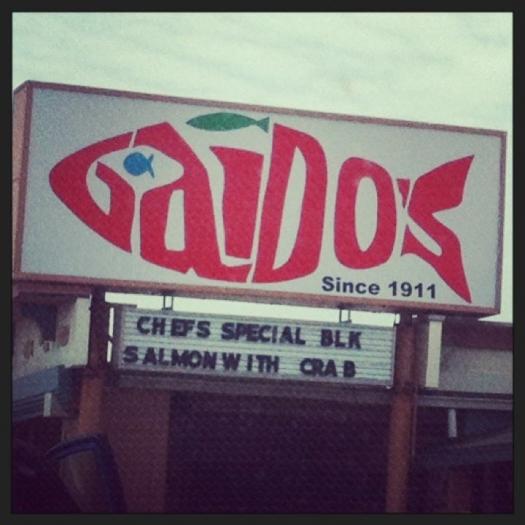 Gaido's
Since 1911
CHEFS SPECIAL BLK
SALMON WITH CRAB